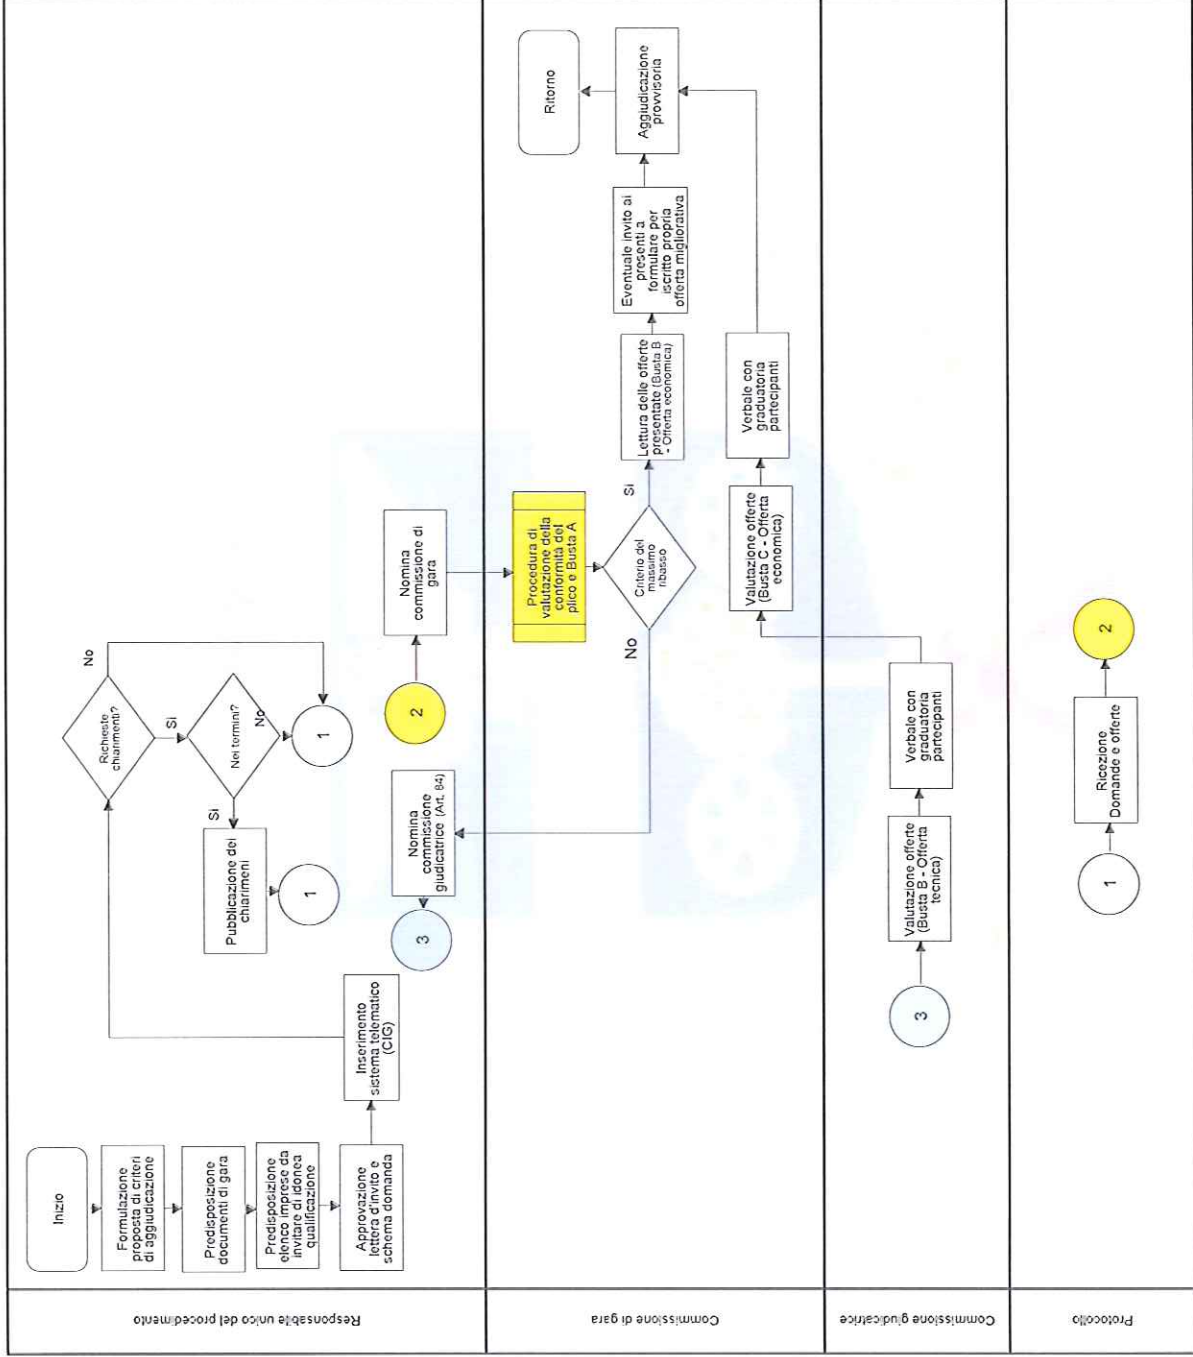 Responsabile unico del procedimento
Inizio
Formulazione
proposta di criteri
di aggiudicazione
Predisposizione
documenti di gara
Predisposizione
elenco imprese da
invitare di idonea
qualificazione
Approvazione
lettera d'invito e
schema domanda
Inserimento
sistema telematico
(CIG)
Richieste
chiarimenti?
No
Si
Nei termini?
No
Si
1
Pubblicazione dei
chiarimeni
1
2
Nomina
commissione di
gara
Nomina
commissione
giudicatrice (Art. 84)
3
Commissione di gara
Procedura di
valutazione della
conformità del
plico e Busta A
Criterio del
massimo
ribasso
No
Si
Lettura delle offerte
presentate (Busta B
- Offerta economica)
Eventuale invito ai
presenti a
formulare per
iscritto propria
offerta migliorativa
Aggiudicazione
provvisoria
Ritorno
Valutazione offerte
(Busta C - Offerta
economica)
Verbale con
graduatoria
partecipanti
Commissione giudicatrice
3
Valutazione offerte
(Busta B - Offerta
tecnica)
Verbale con
graduatoria
partecipanti
Protocollo
1
Ricezione
Domande e offerte
2